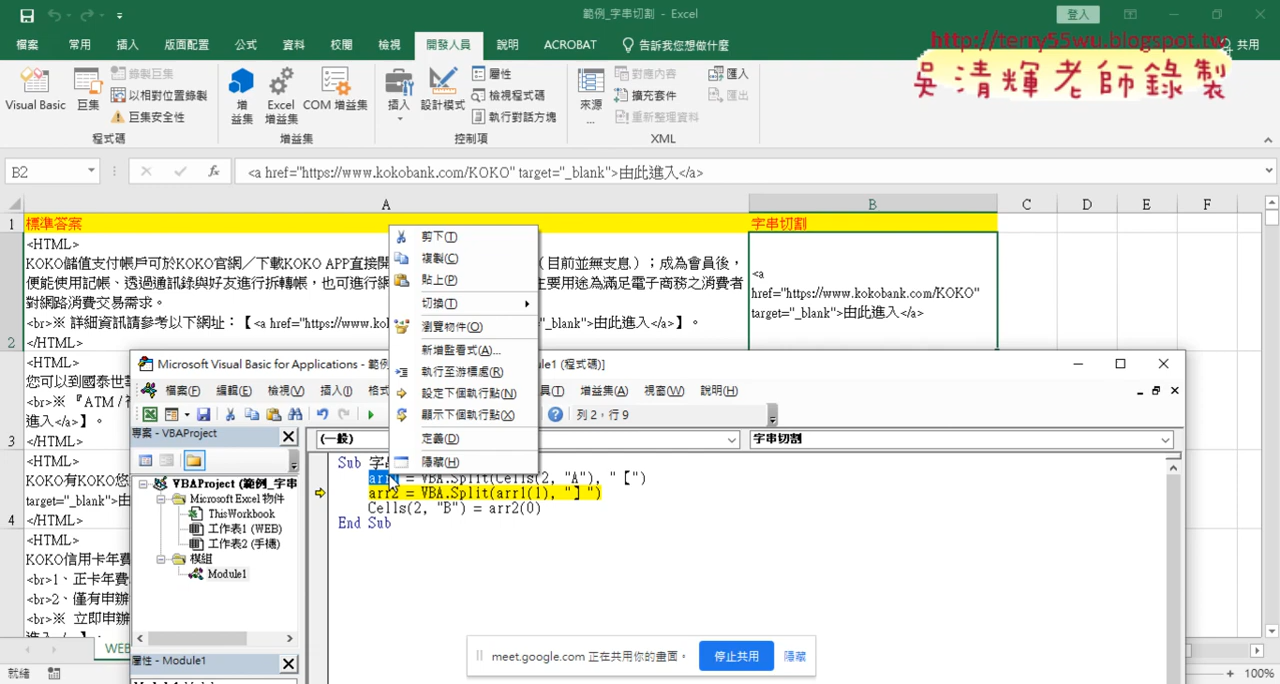 範例_字串切割 - Excel
登入
檔案 常用 插入 版面配置 公式 資料 校閱 檢視 開發人員 說明 ACROBAT 告訴我您想做什麼
共用
http://terry55wu.blogspot.tw
吳清輝老師錄製
Visual Basic 巨集 錄製巨集 以相對位置錄製 巨集安全性
增益集 Excel 增益集 COM 增益集
插入 設計模式 屬性 檢視程式碼 執行對話方塊
來源... 對應內容 擴充套件 重新整理資料 匯入 匯出
程式碼 增益集 控制項 XML
B2 fx <a href="https://www.kokobank.com/KOKO" target="_blank">由此進入</a>
A B C D E F
1 標準答案 字串切割
<HTML>
KOKO儲值支付帳戶可於KOKO官網／下載KOKO APP直接開
（目前並無支息）；成為會員後，
便能使用記帳、透過通訊錄與好友進行拆轉帳，也可進行網
主要用途為滿足電子商務之消費者
對網路消費交易需求。
<br>※ 詳細資訊請參考以下網址：【<a href="https://www.ko
_blank">由此進入</a>】。
2 </HTML>
<a
href="https://www.kokobank.com/KOKO"
target="_blank">由此進入</a>
<HTML>
您可以到國泰世華
<br>※『ATM /
進入</a>】。
3 </HTML>
<HTML>
KOKO有KOKO悠
target="_blank">由
4 </HTML>
<HTML>
KOKO信用卡年費
<br>1、正卡年費
<br>2、僅有申辦
<br>※ 立即申辦
剪下(T)
複製(C)
貼上(P)
切換(T)
瀏覽物件(O)
新增監看式(A)...
執行至游標處(R)
設定下個執行點(N)
顯示下個執行點(X)
定義(D)
隱藏(H)
Microsoft Visual Basic for Applications - 範例
(程式碼)]
檔案(F) 編輯(E) 檢視(V) 插入(I) 格式
增益集(A) 視窗(W) 說明(H)
列 2, 行 9
專案 - VBAProject
VBAProject (範例_字串
Microsoft Excel 物件
ThisWorkbook
工作表1 (WEB)
工作表2 (手機)
模組
Module1
屬性 - Module1
(一般) 字串切割
Sub
= VBA.Split(Cells(2, "A"), "【")
arr2 = VBA.Split(arr1(1), "】")
Cells(2, "B") = arr2(0)
End Sub
meet.google.com 正在共用你的畫面。 停止共用 隱藏
WEB
就緒 100%